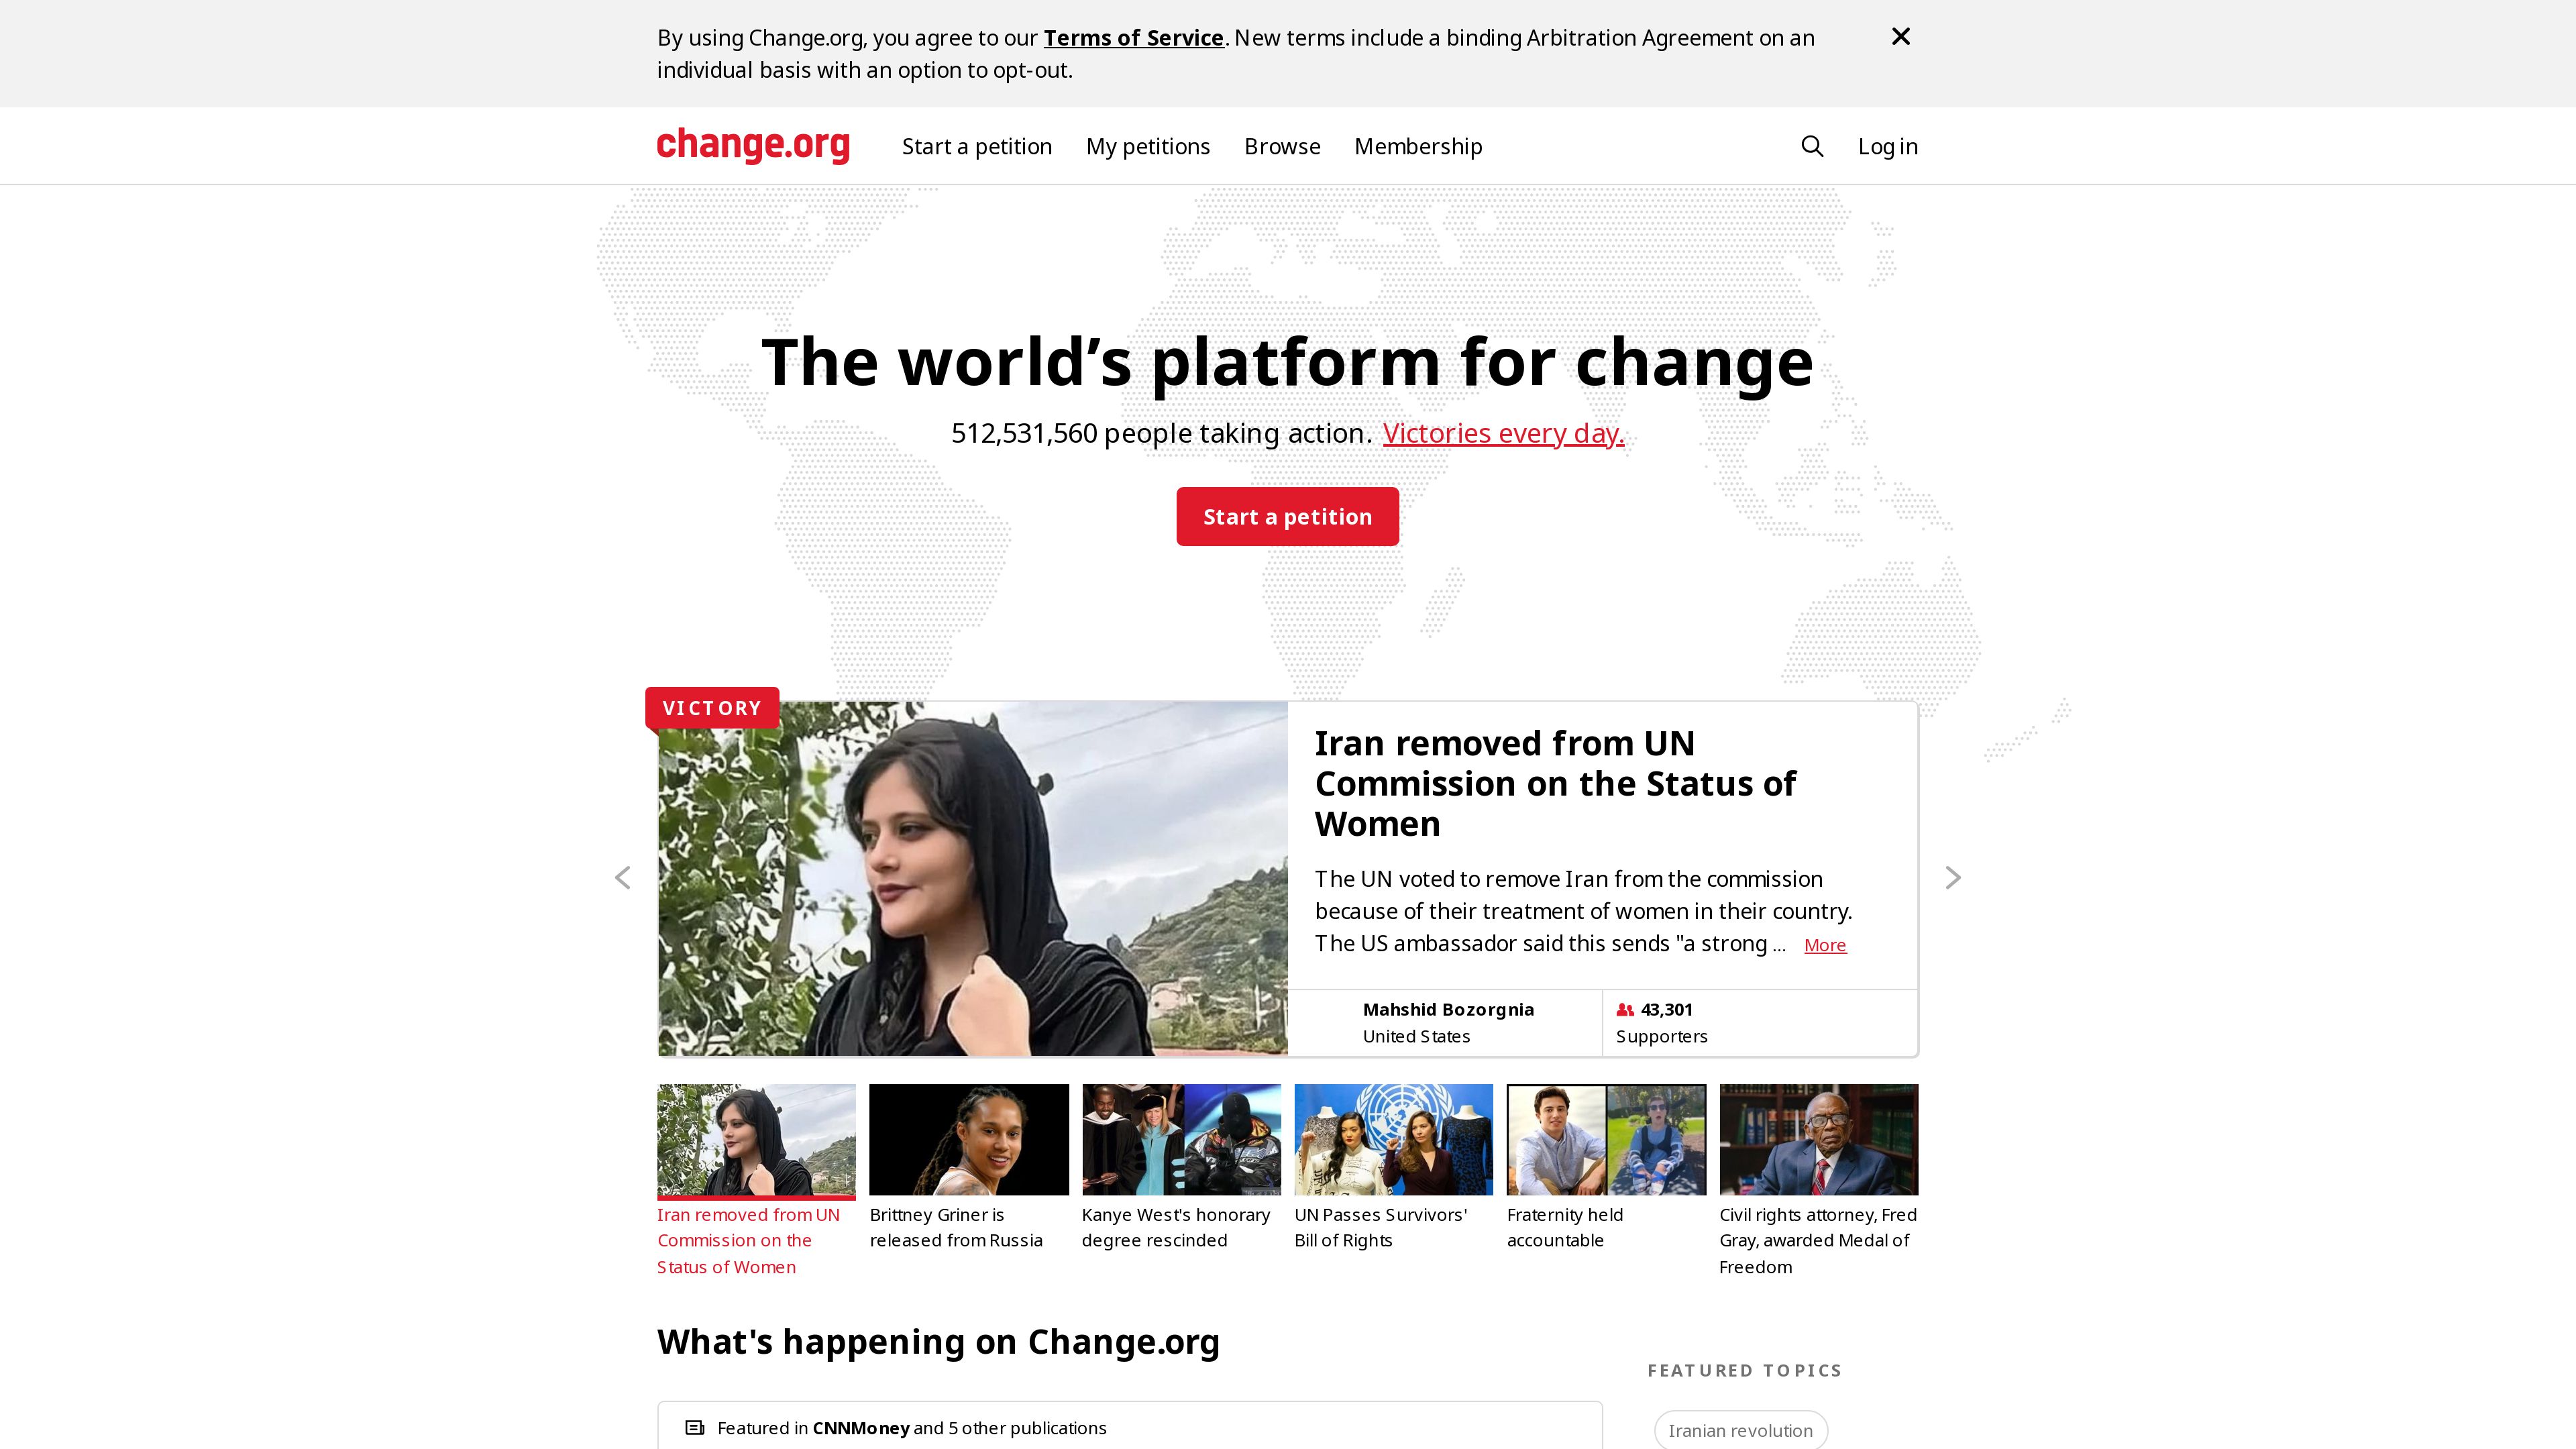 By using Change.org, you agree to our Terms of Service. New terms include a binding Arbitration Agreement on an
individual basis with an option to opt-out.
change.org
Start a petition
My petitions
Browse
Membership
Log in
The world’s platform for change
512,531,560 people taking action. Victories every day.
Start a petition
VICTORY
Iran removed from UN
Commission on the Status of
Women
The UN voted to remove Iran from the commission
because of their treatment of women in their country.
The US ambassador said this sends "a strong ... More
Mahshid Bozorgnia
United States
43,301
Supporters
Iran removed from UN
Commission on the
Status of Women
Brittney Griner is
released from Russia
Kanye West's honorary
degree rescinded
UN Passes Survivors'
Bill of Rights
Fraternity held
accountable
Civil rights attorney, Fred
Gray, awarded Medal of
Freedom
What's happening on Change.org
FEATURED TOPICS
Featured in CNNMoney and 5 other publications
Iranian revolution